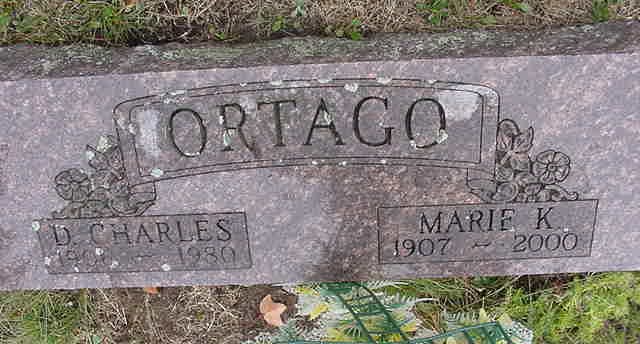 ORTAGO
D. CHARLES
~ 1980
MARIE K.
1907 ~ 2000